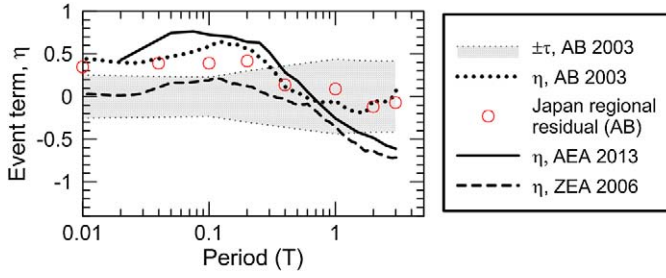 Event term, η
1
0.5
0
-0.5
-1
0.01
0.1
1
Period (T)
±τ, AB 2003
η, AB 2003
Japan regional
residual (AB)
η, AEA 2013
η, ZEA 2006